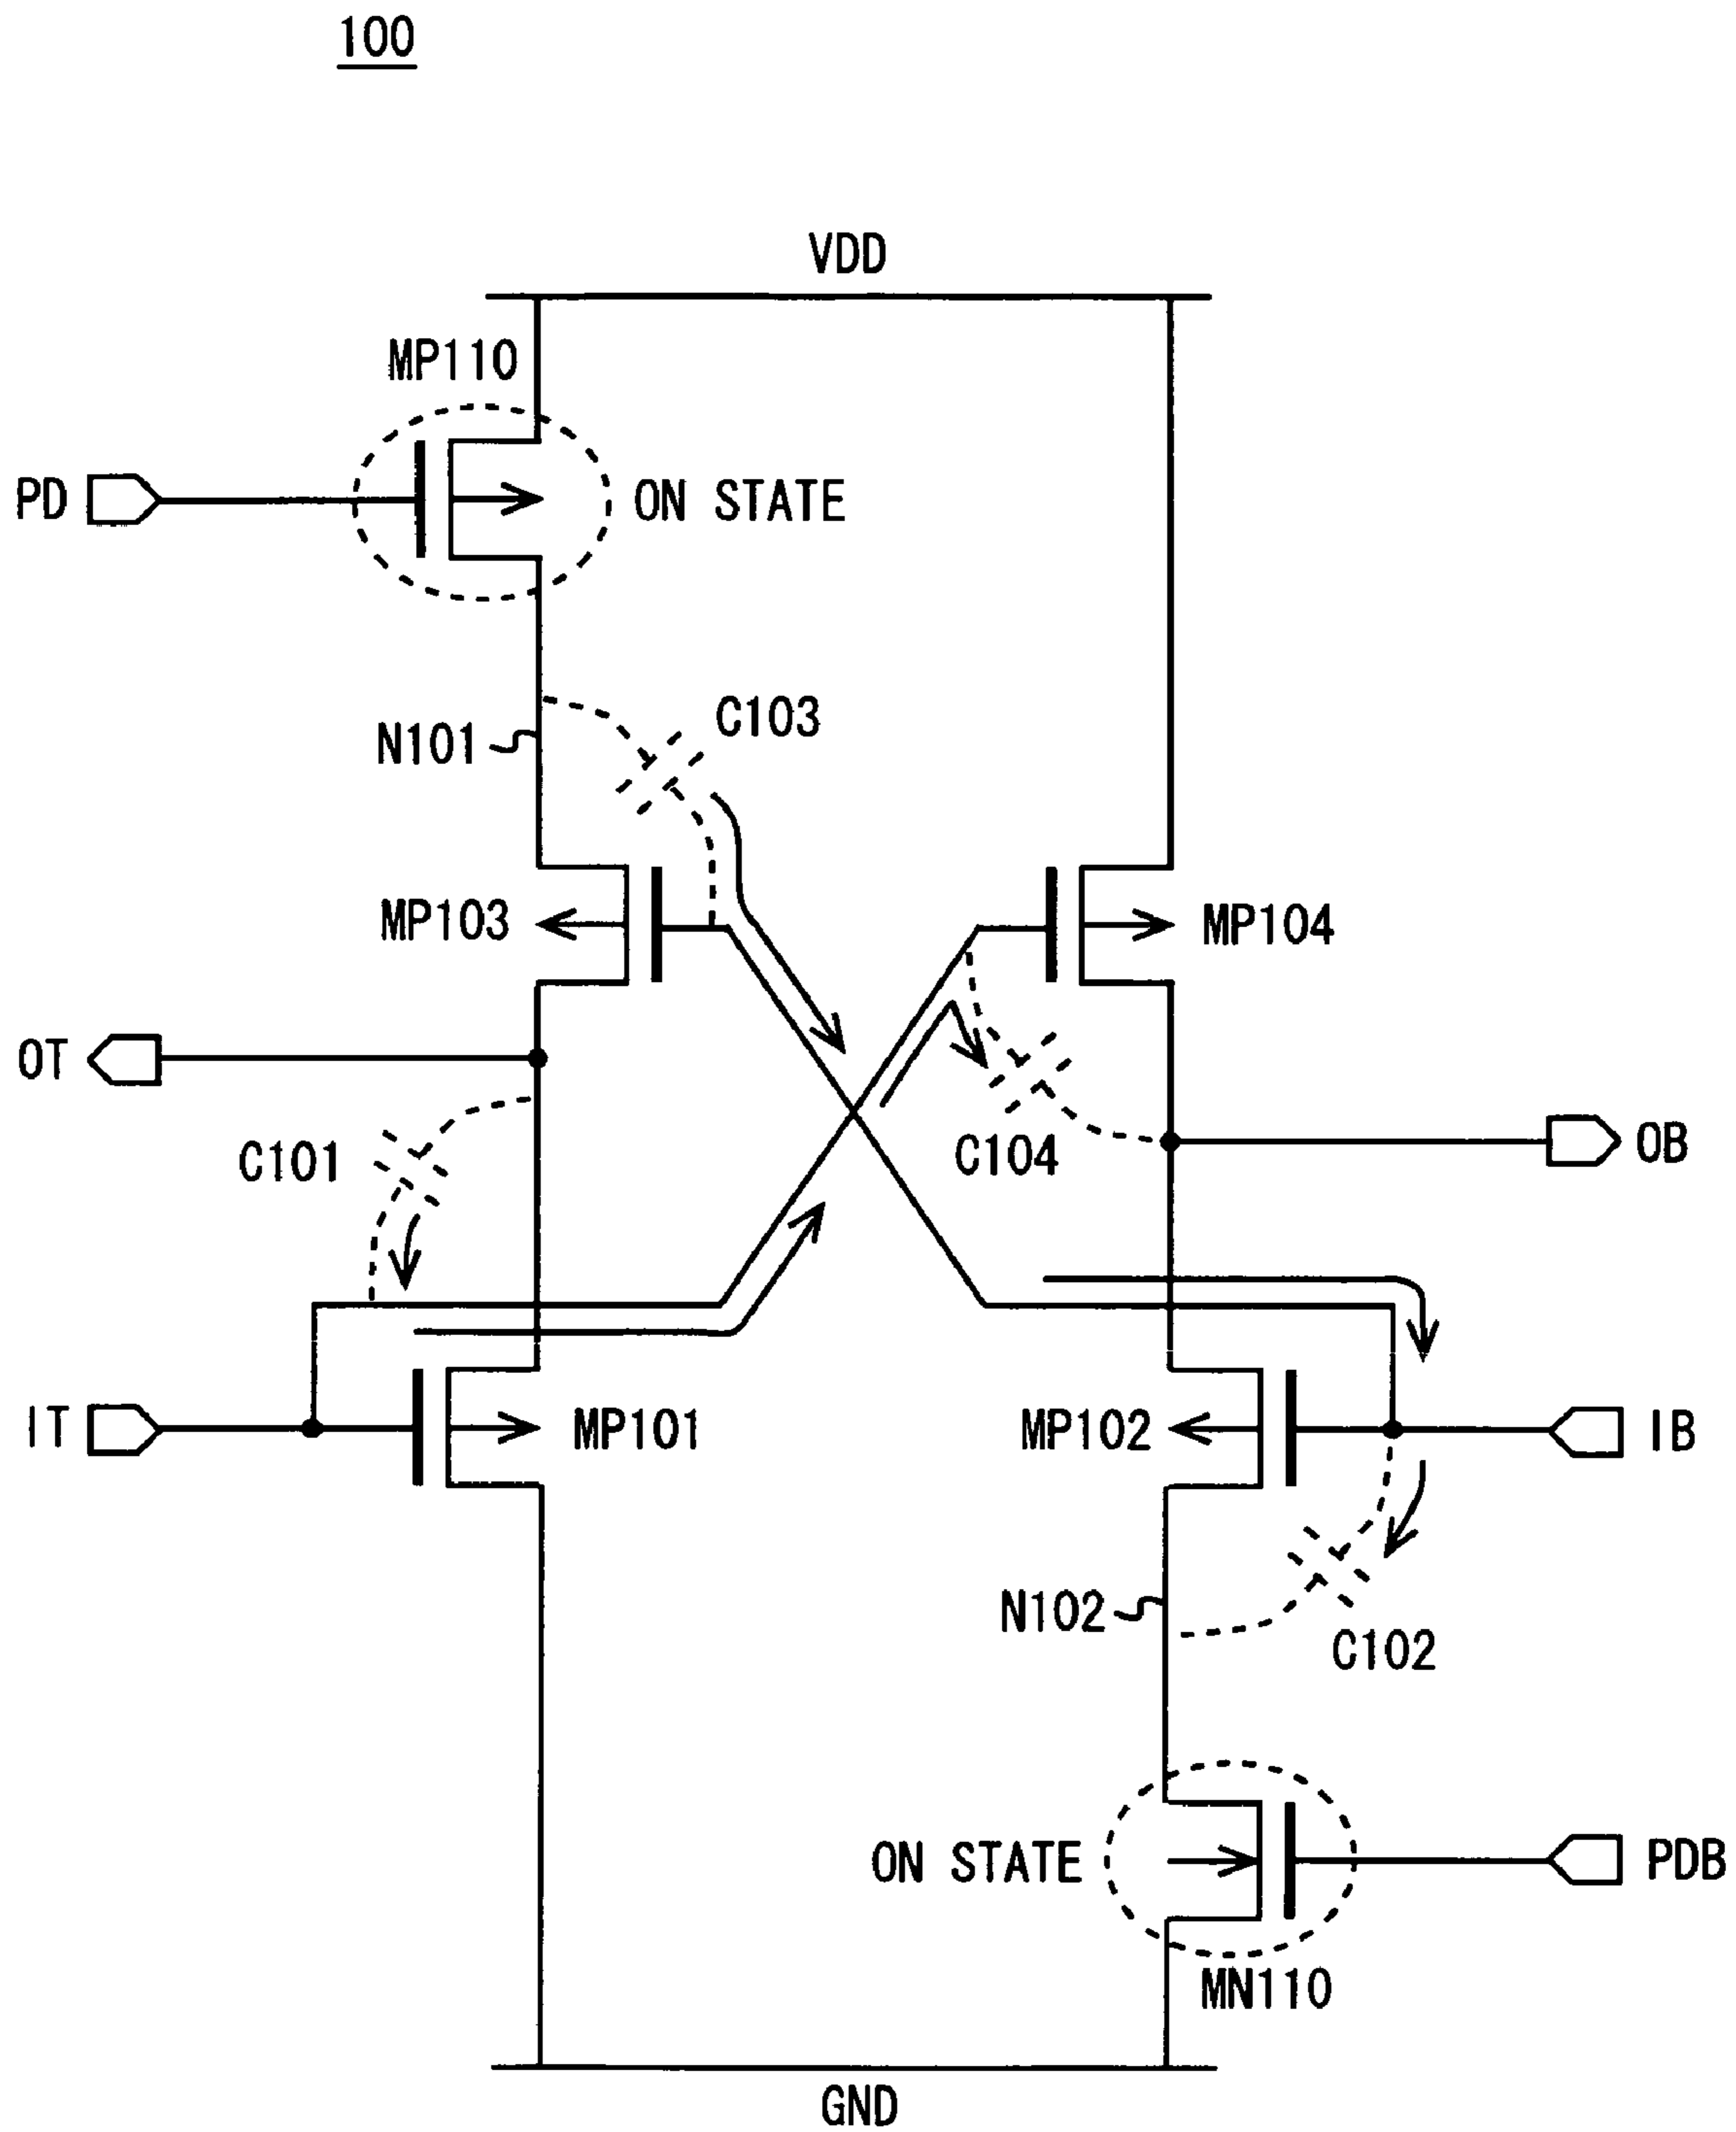 100
VDD
MP110
PD
ON STATE
C103
N101
MP103
MP104
OT
C101
C104
OB
IT
MP101
MP102
IB
N102
C102
ON STATE
PDB
MN110
GND